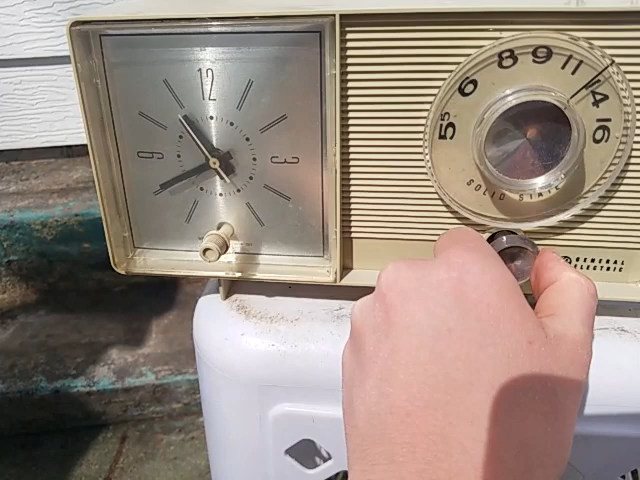 12
3
9
55 6 8 9 11 14 16
SOLID STATE
GENERAL
ELECTRIC